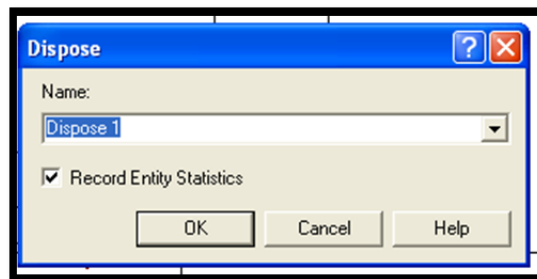 Dispose
Name:
Dispose 1
Record Entity Statistics
OK Cancel Help